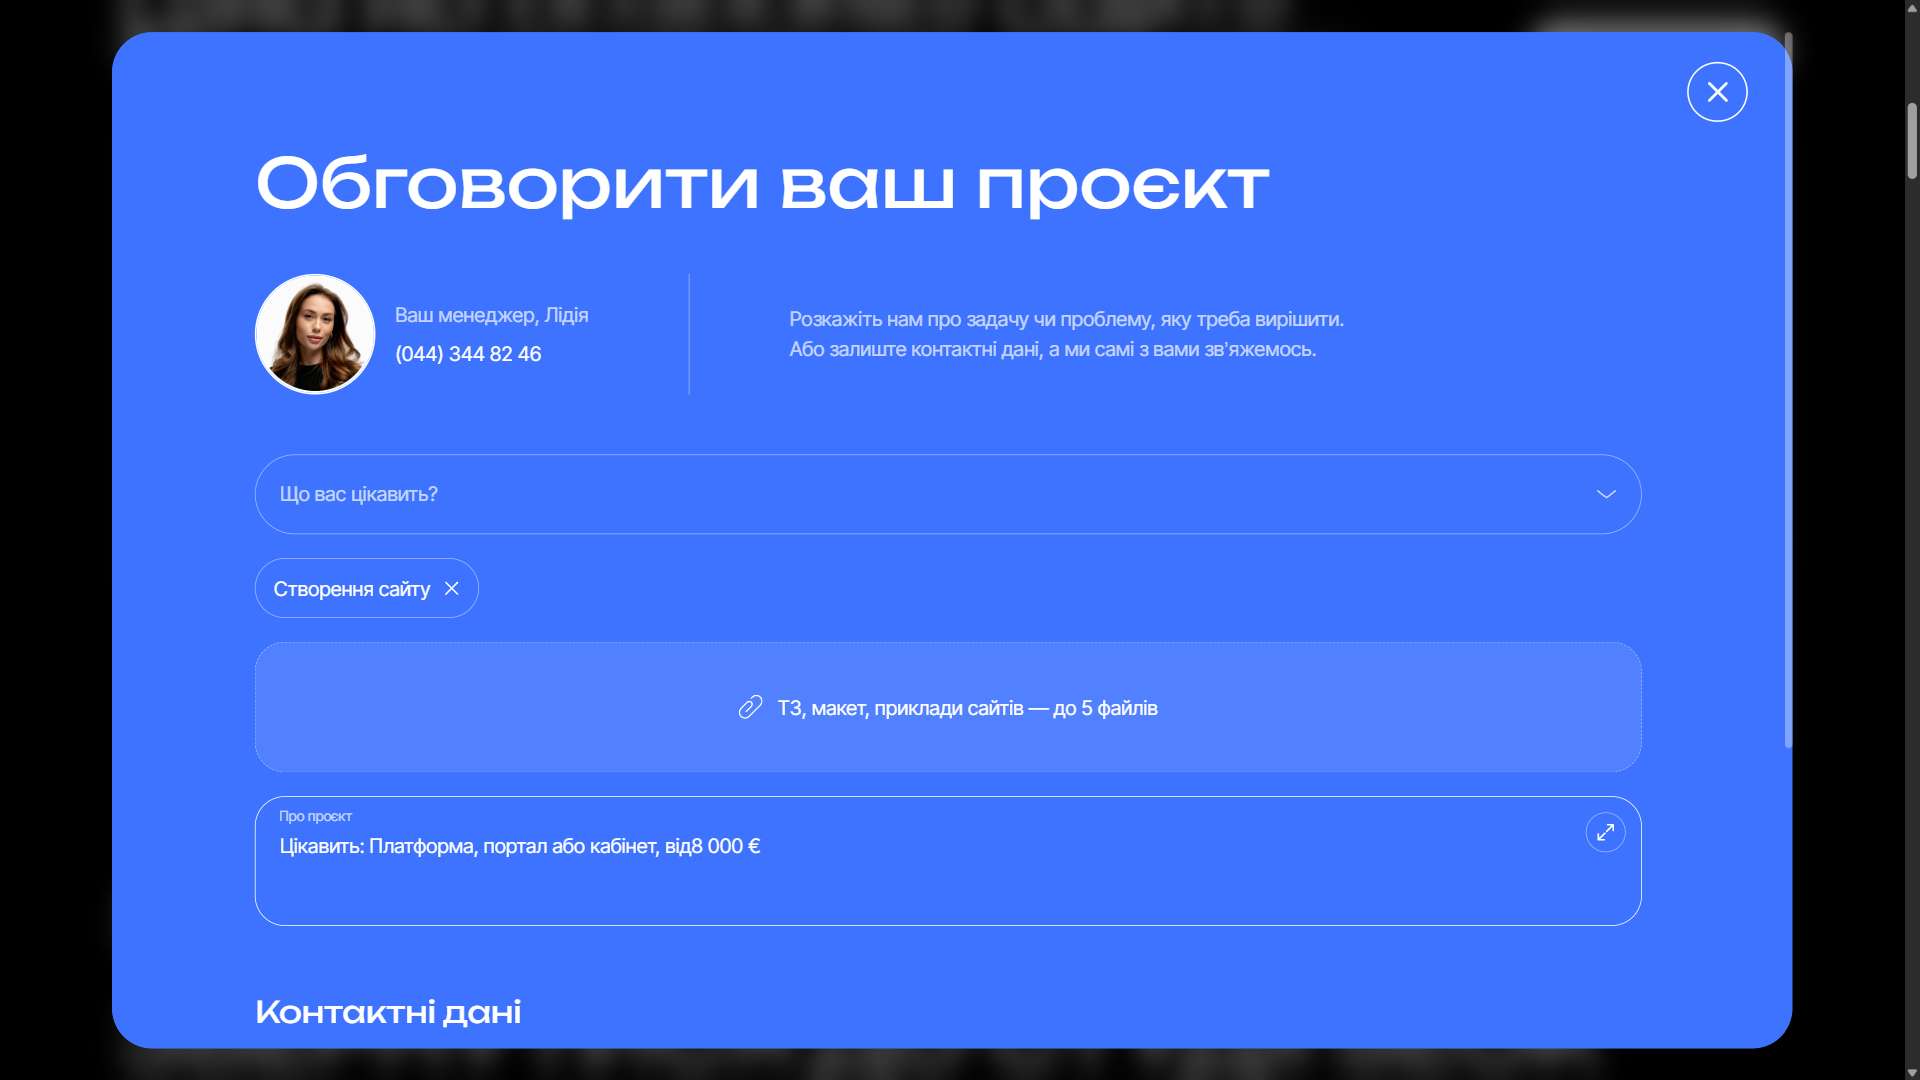 Обговорити ваш проєкт
Ваш менеджер, Лідія
(044) 344 82 46
Розкажіть нам про задачу чи проблему, яку треба вирішити.
Або залиште контактні дані, а ми самі з вами зв'яжемось.
Що вас цікавить?
Створення сайту
ТЗ, макет, приклади сайтів — до 5 файлів
Про проєкт
Цікавить: Платформа, портал або кабінет, від8 000 €
Контактні дані